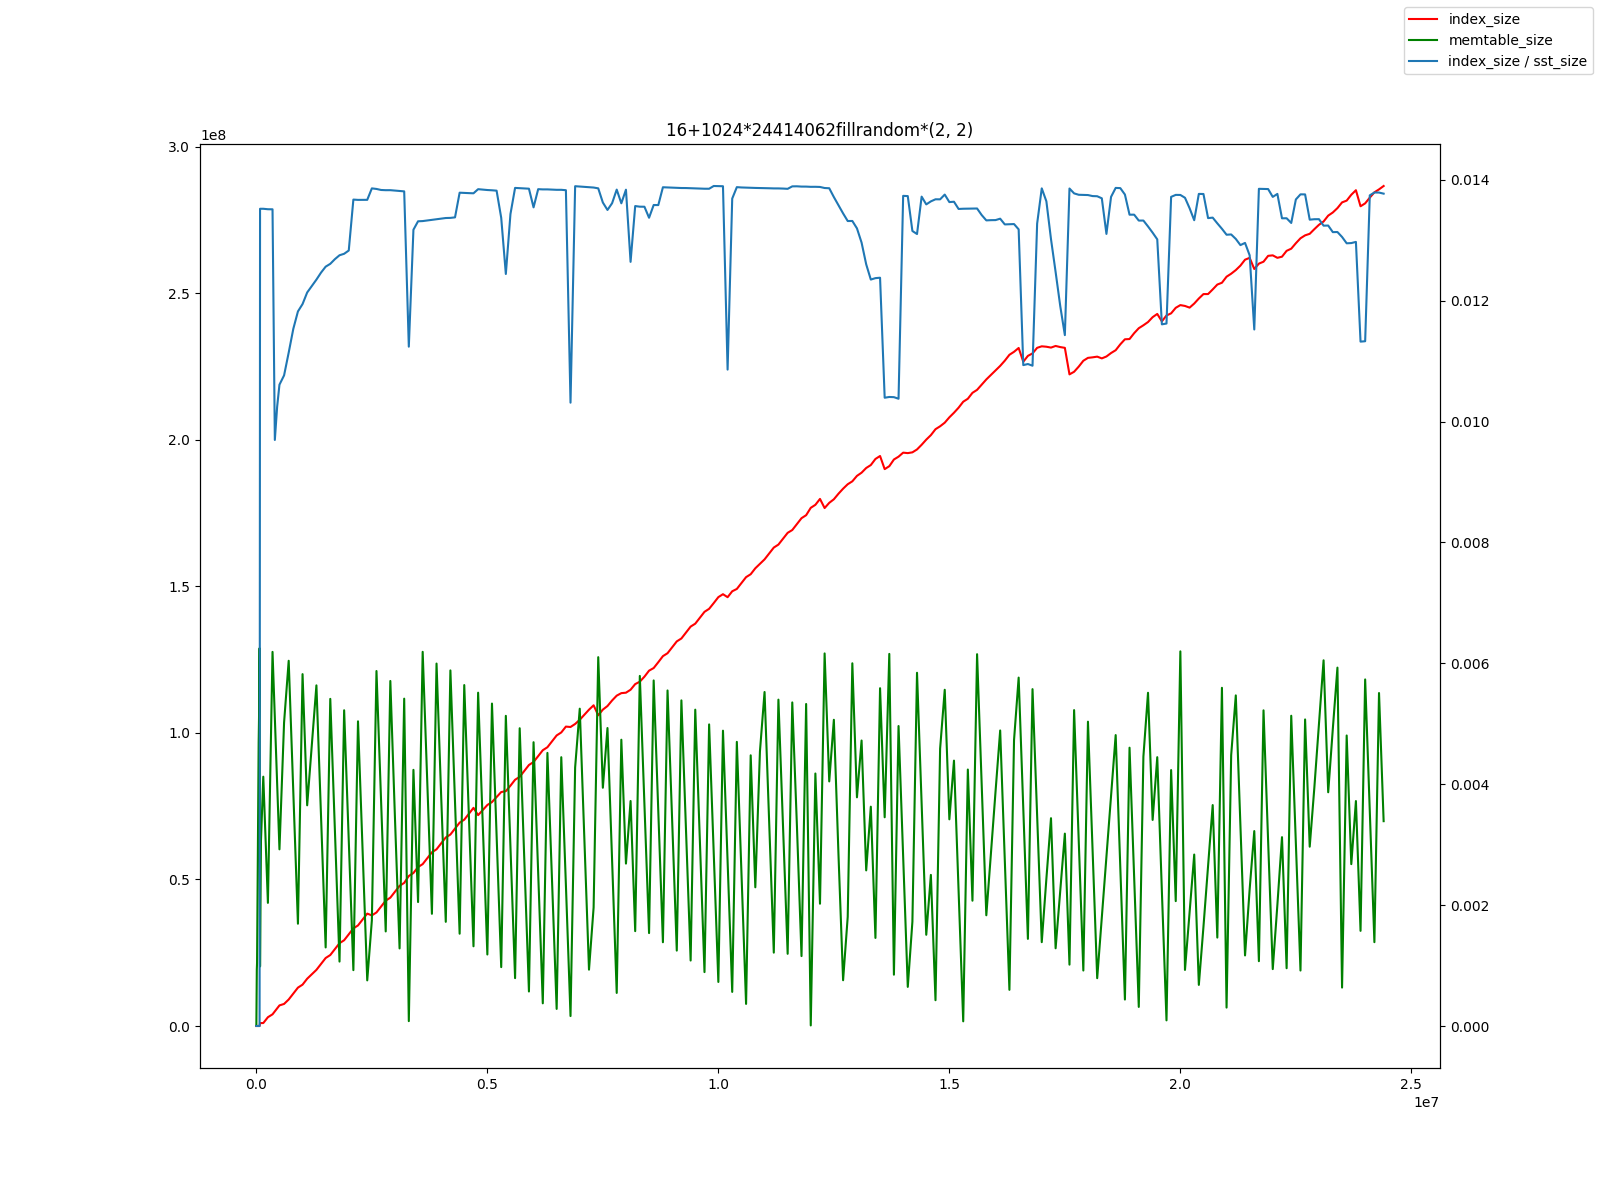 index_size
memtable_size
index_size / sst_size
16+1024*24414062fillrandom*(2, 2)
1e8
3.0
2.5
2.0
1.5
1.0
0.5
0.0
0.014
0.012
0.010
0.008
0.006
0.004
0.002
0.000
0.0 0.5 1.0 1.5 2.0 2.5
1e7